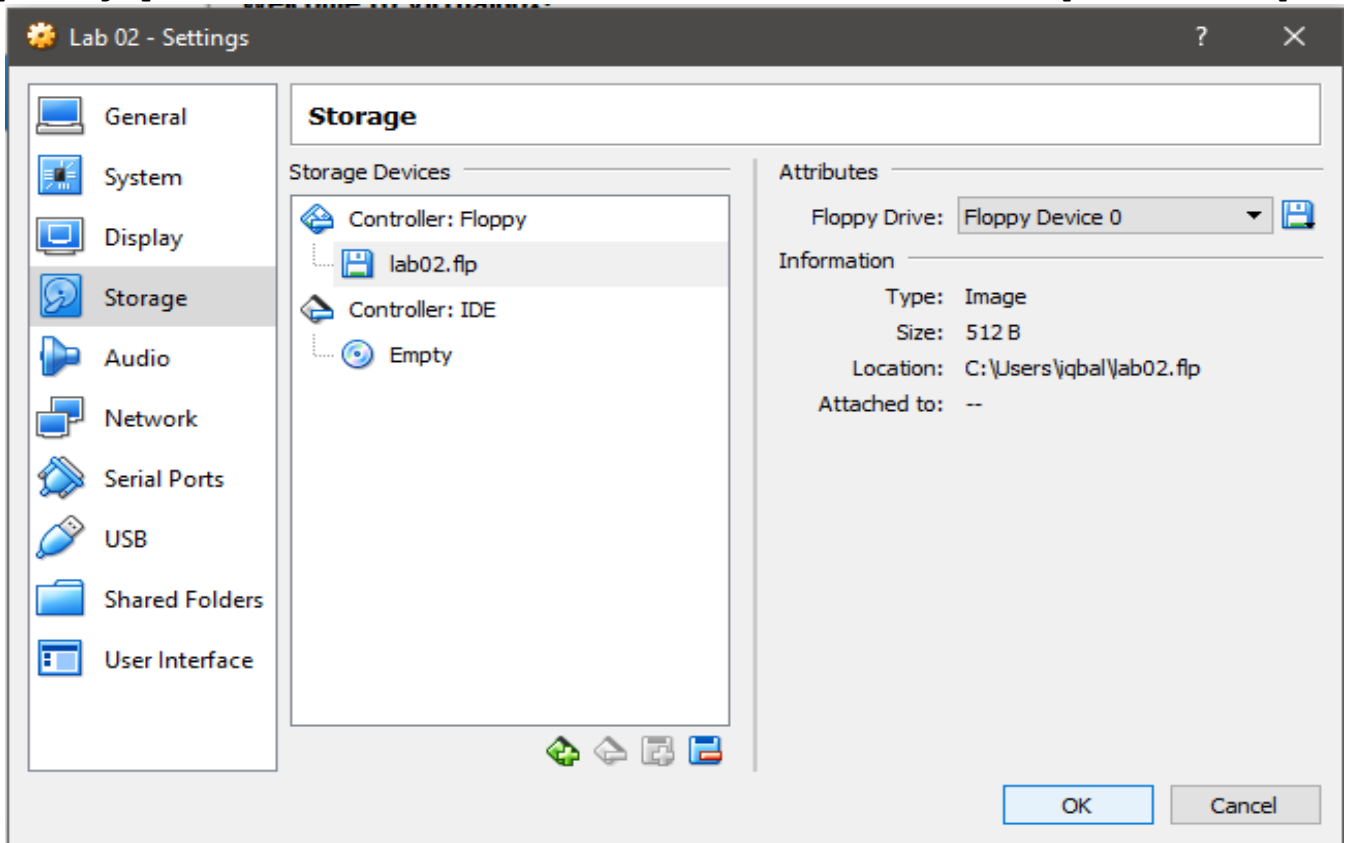 Lab 02 - Settings
?
General
System
Display
Storage
Audio
Network
Serial Ports
USB
Shared Folders
User Interface
Storage
Storage Devices
Controller: Floppy
lab02.flp
Controller: IDE
Empty
Attributes
Floppy Drive: Floppy Device 0
Information
Type: Image
Size: 512 B
Location: C:\Users\iqbal\lab02.flp
Attached to: --
OK
Cancel